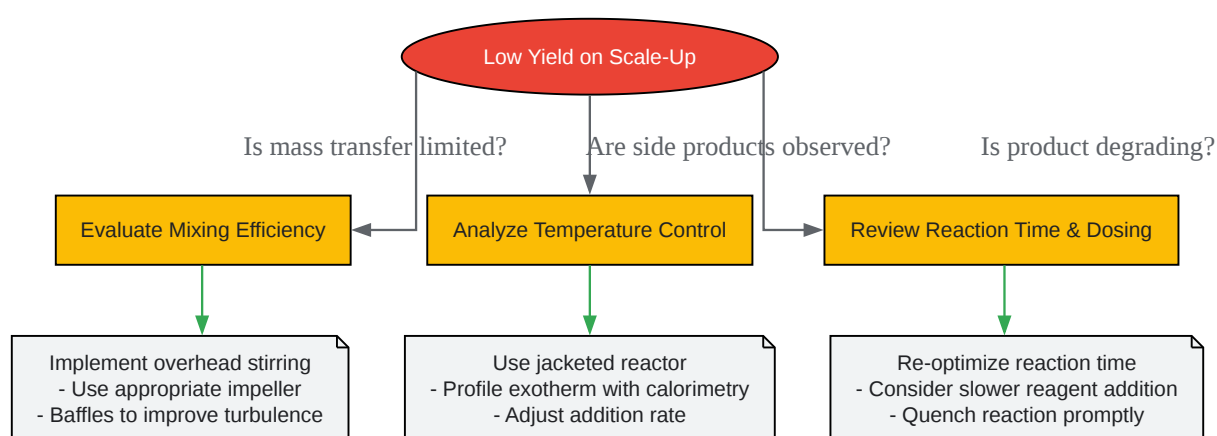 Low Yield on Scale-Up
Is mass transfer limited?
Are side products observed?
Is product degrading?
Evaluate Mixing Efficiency
Analyze Temperature Control
Review Reaction Time & Dosing
Implement overhead stirring
- Use appropriate impeller
- Baffles to improve turbulence
Use jacketed reactor
- Profile exotherm with calorimetry
- Adjust addition rate
Re-optimize reaction time
- Consider slower reagent addition
- Quench reaction promptly